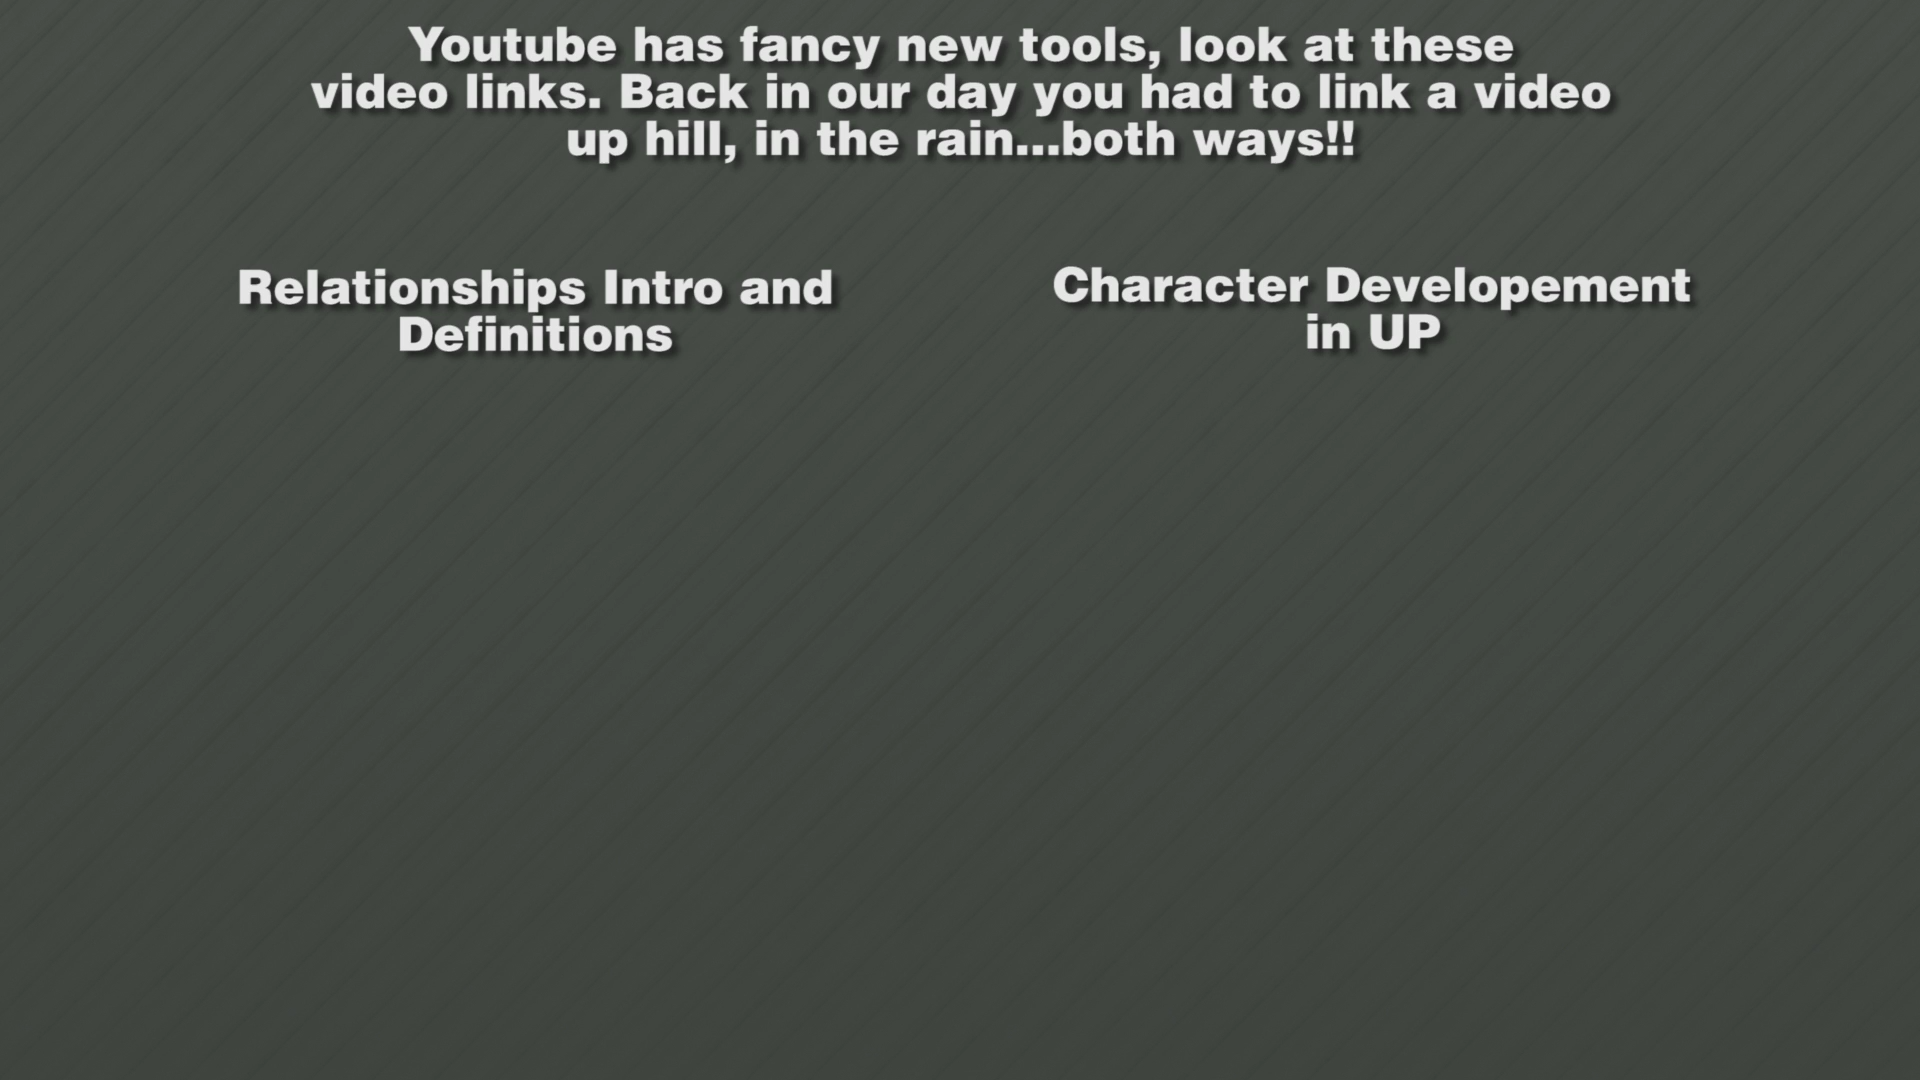 Youtube has fancy new tools, look at these
video links. Back in our day you had to link a video
up hill, in the rain...both ways!!
Relationships Intro and
Definitions
Character Developement
in UP